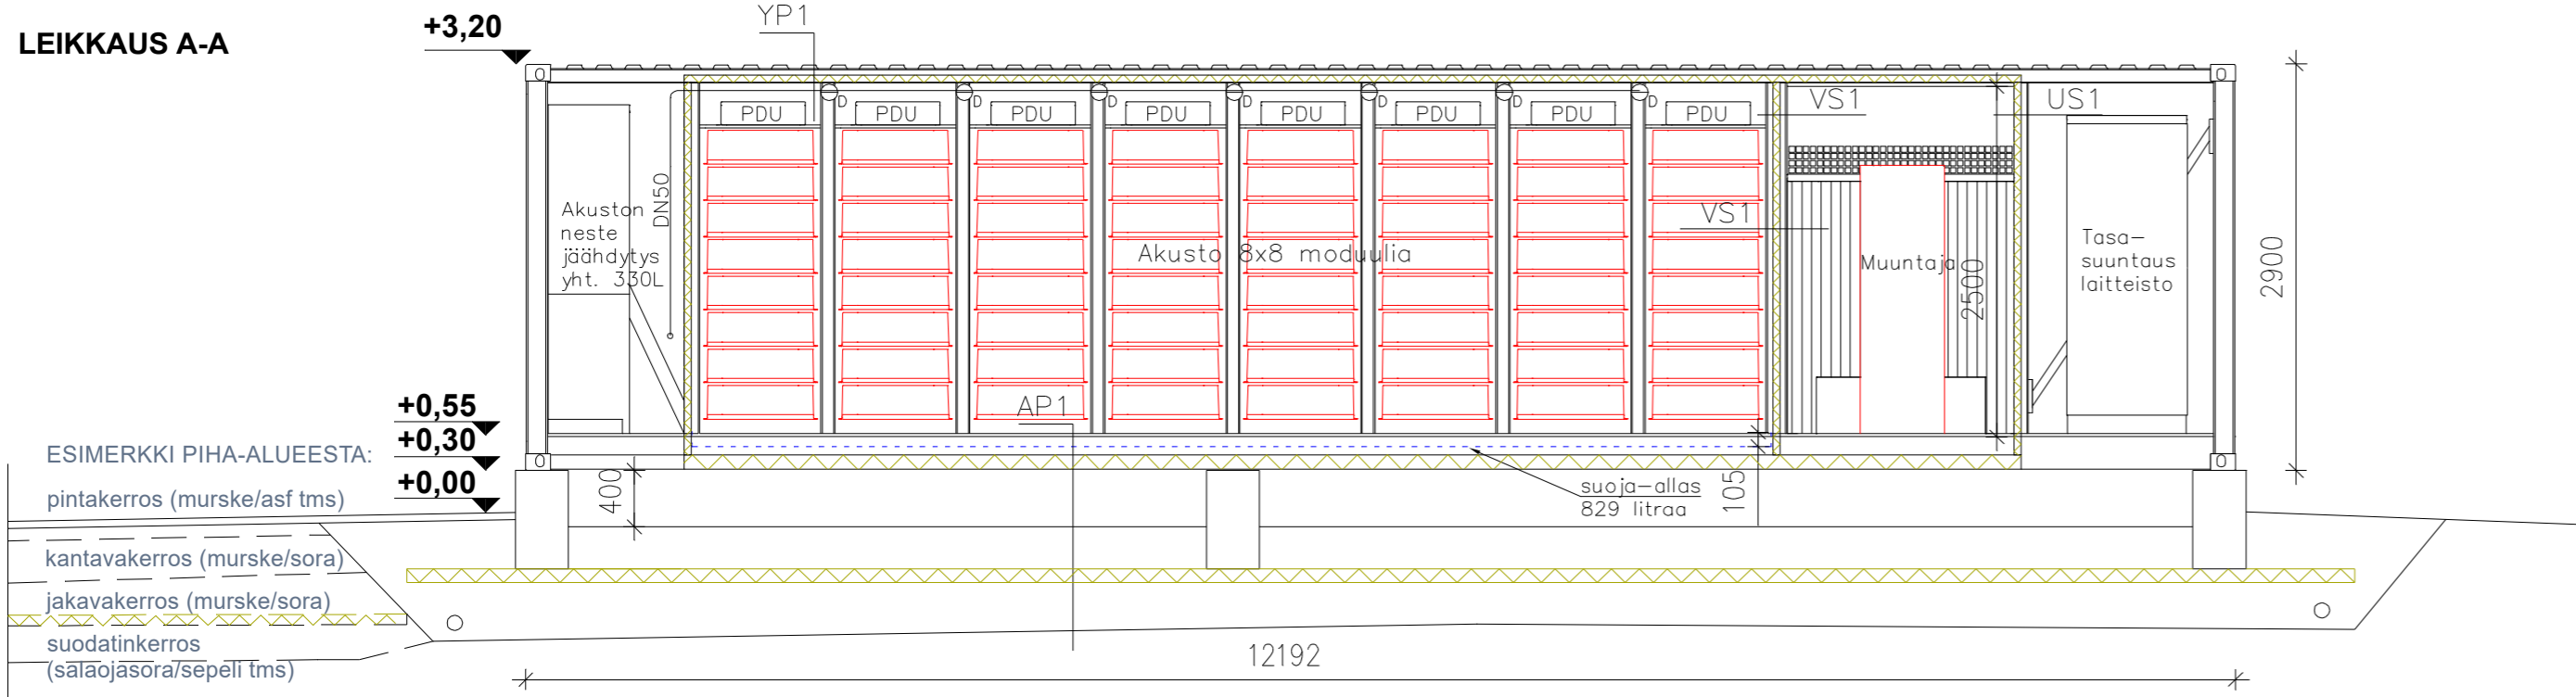 LEIKKAUS A-A
+3,20
YP1
PDU PDU PDU PDU PDU PDU PDU PDU
D D D D D D D
VS1
US1
DN50
Akuston
neste
jäähdytys
yht. 330L
Akusto 8x8 moduulia
VS1
Muuntaja
2500
Tasa-
suuntaus
laitteisto
2900
AP1
+0,55
+0,30
+0,00
400
suoja-allas
829 litraa
105
ESIMERKKI PIHA-ALUEESTA:
pintakerros (murske/asf tms)
kantavakerros (murske/sora)
jakavakerros (murske/sora)
suodatinkerros
(salaojasora/sepeli tms)
12192